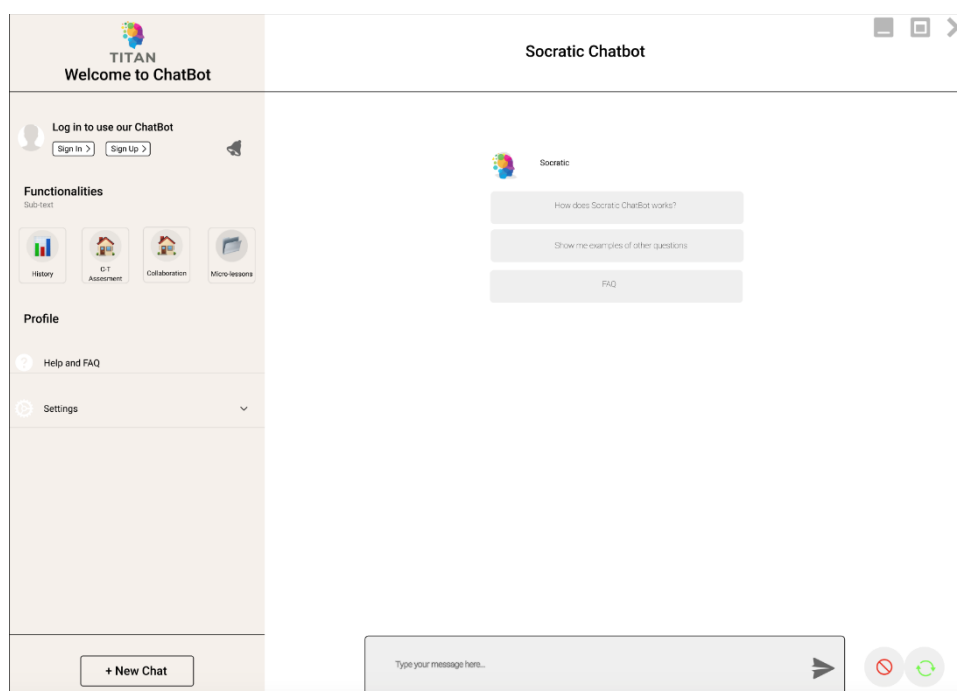 TITAN
Welcome to ChatBot
Socratic Chatbot
Log in to use our ChatBot
Sign In >
Sign Up >
Functionalities
Sub-text
History
C-T
Assesment
Collaboration
Micro-lessons
Profile
Help and FAQ
Settings
+ New Chat
Socratic
How does Socratic ChatBot works?
Show me examples of other questions
FAQ
Type your message here...